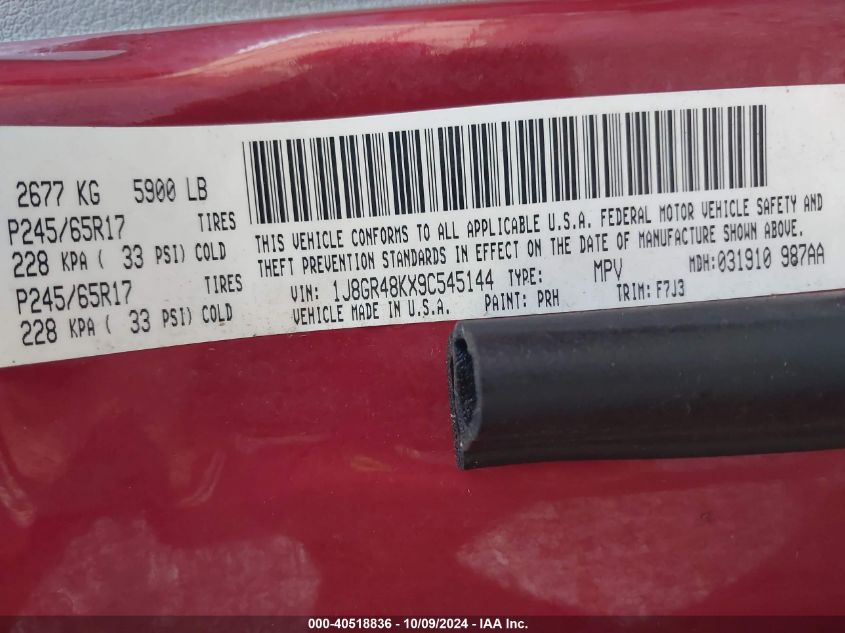 2677 KG 5900 LB
P245/65R17 TIRES
228 KPA ( 33 PSI) COLD
P245/65R17 TIRES
228 KPA ( 33 PSI) COLD
THIS VEHICLE CONFORMS TO ALL APPLICABLE U.S.A. FEDERAL MOTOR VEHICLE SAFETY AND
THEFT PREVENTION STANDARDS IN EFFECT ON THE DATE OF MANUFACTURE SHOWN ABOVE.
VIN: 1J8GR48KX9C545144 TYPE: MPV MDH: 031910 987AA
VEHICLE MADE IN U.S.A. PAINT: PRH TRIM: F7J3
000-40518836 - 10/09/2024 - IAA Inc.